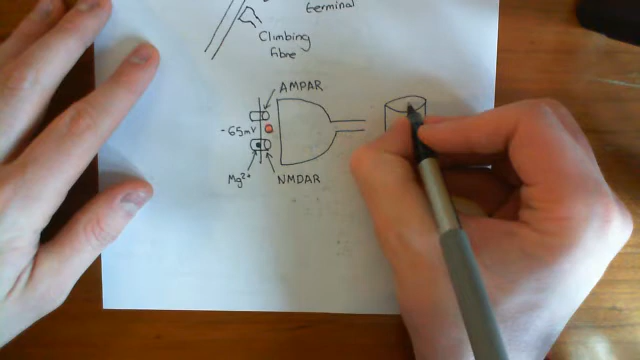 terminal
Climbing
fibre
AMPAR
-65mV
Mg²⁺
NMDAR